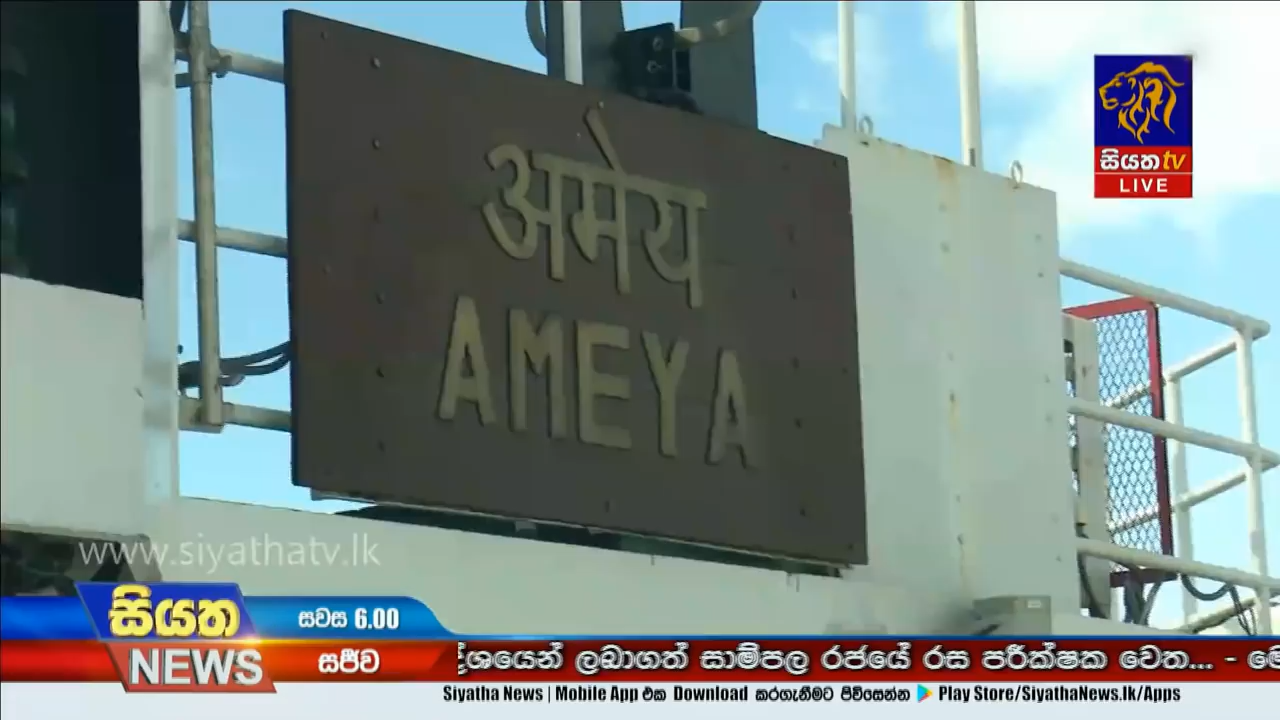 अमेय
AMEYA
සියත tv
LIVE
www.siyathatv.lk
සියත
NEWS
සවස 6.00
සජීව
ලබාගත් සාම්පල රජයේ රස පරීක්ෂක වෙත... -
Siyatha News | Mobile App එක Download කරගැනීමට පිවිසෙන්න Play Store/SiyathaNews.lk/Apps